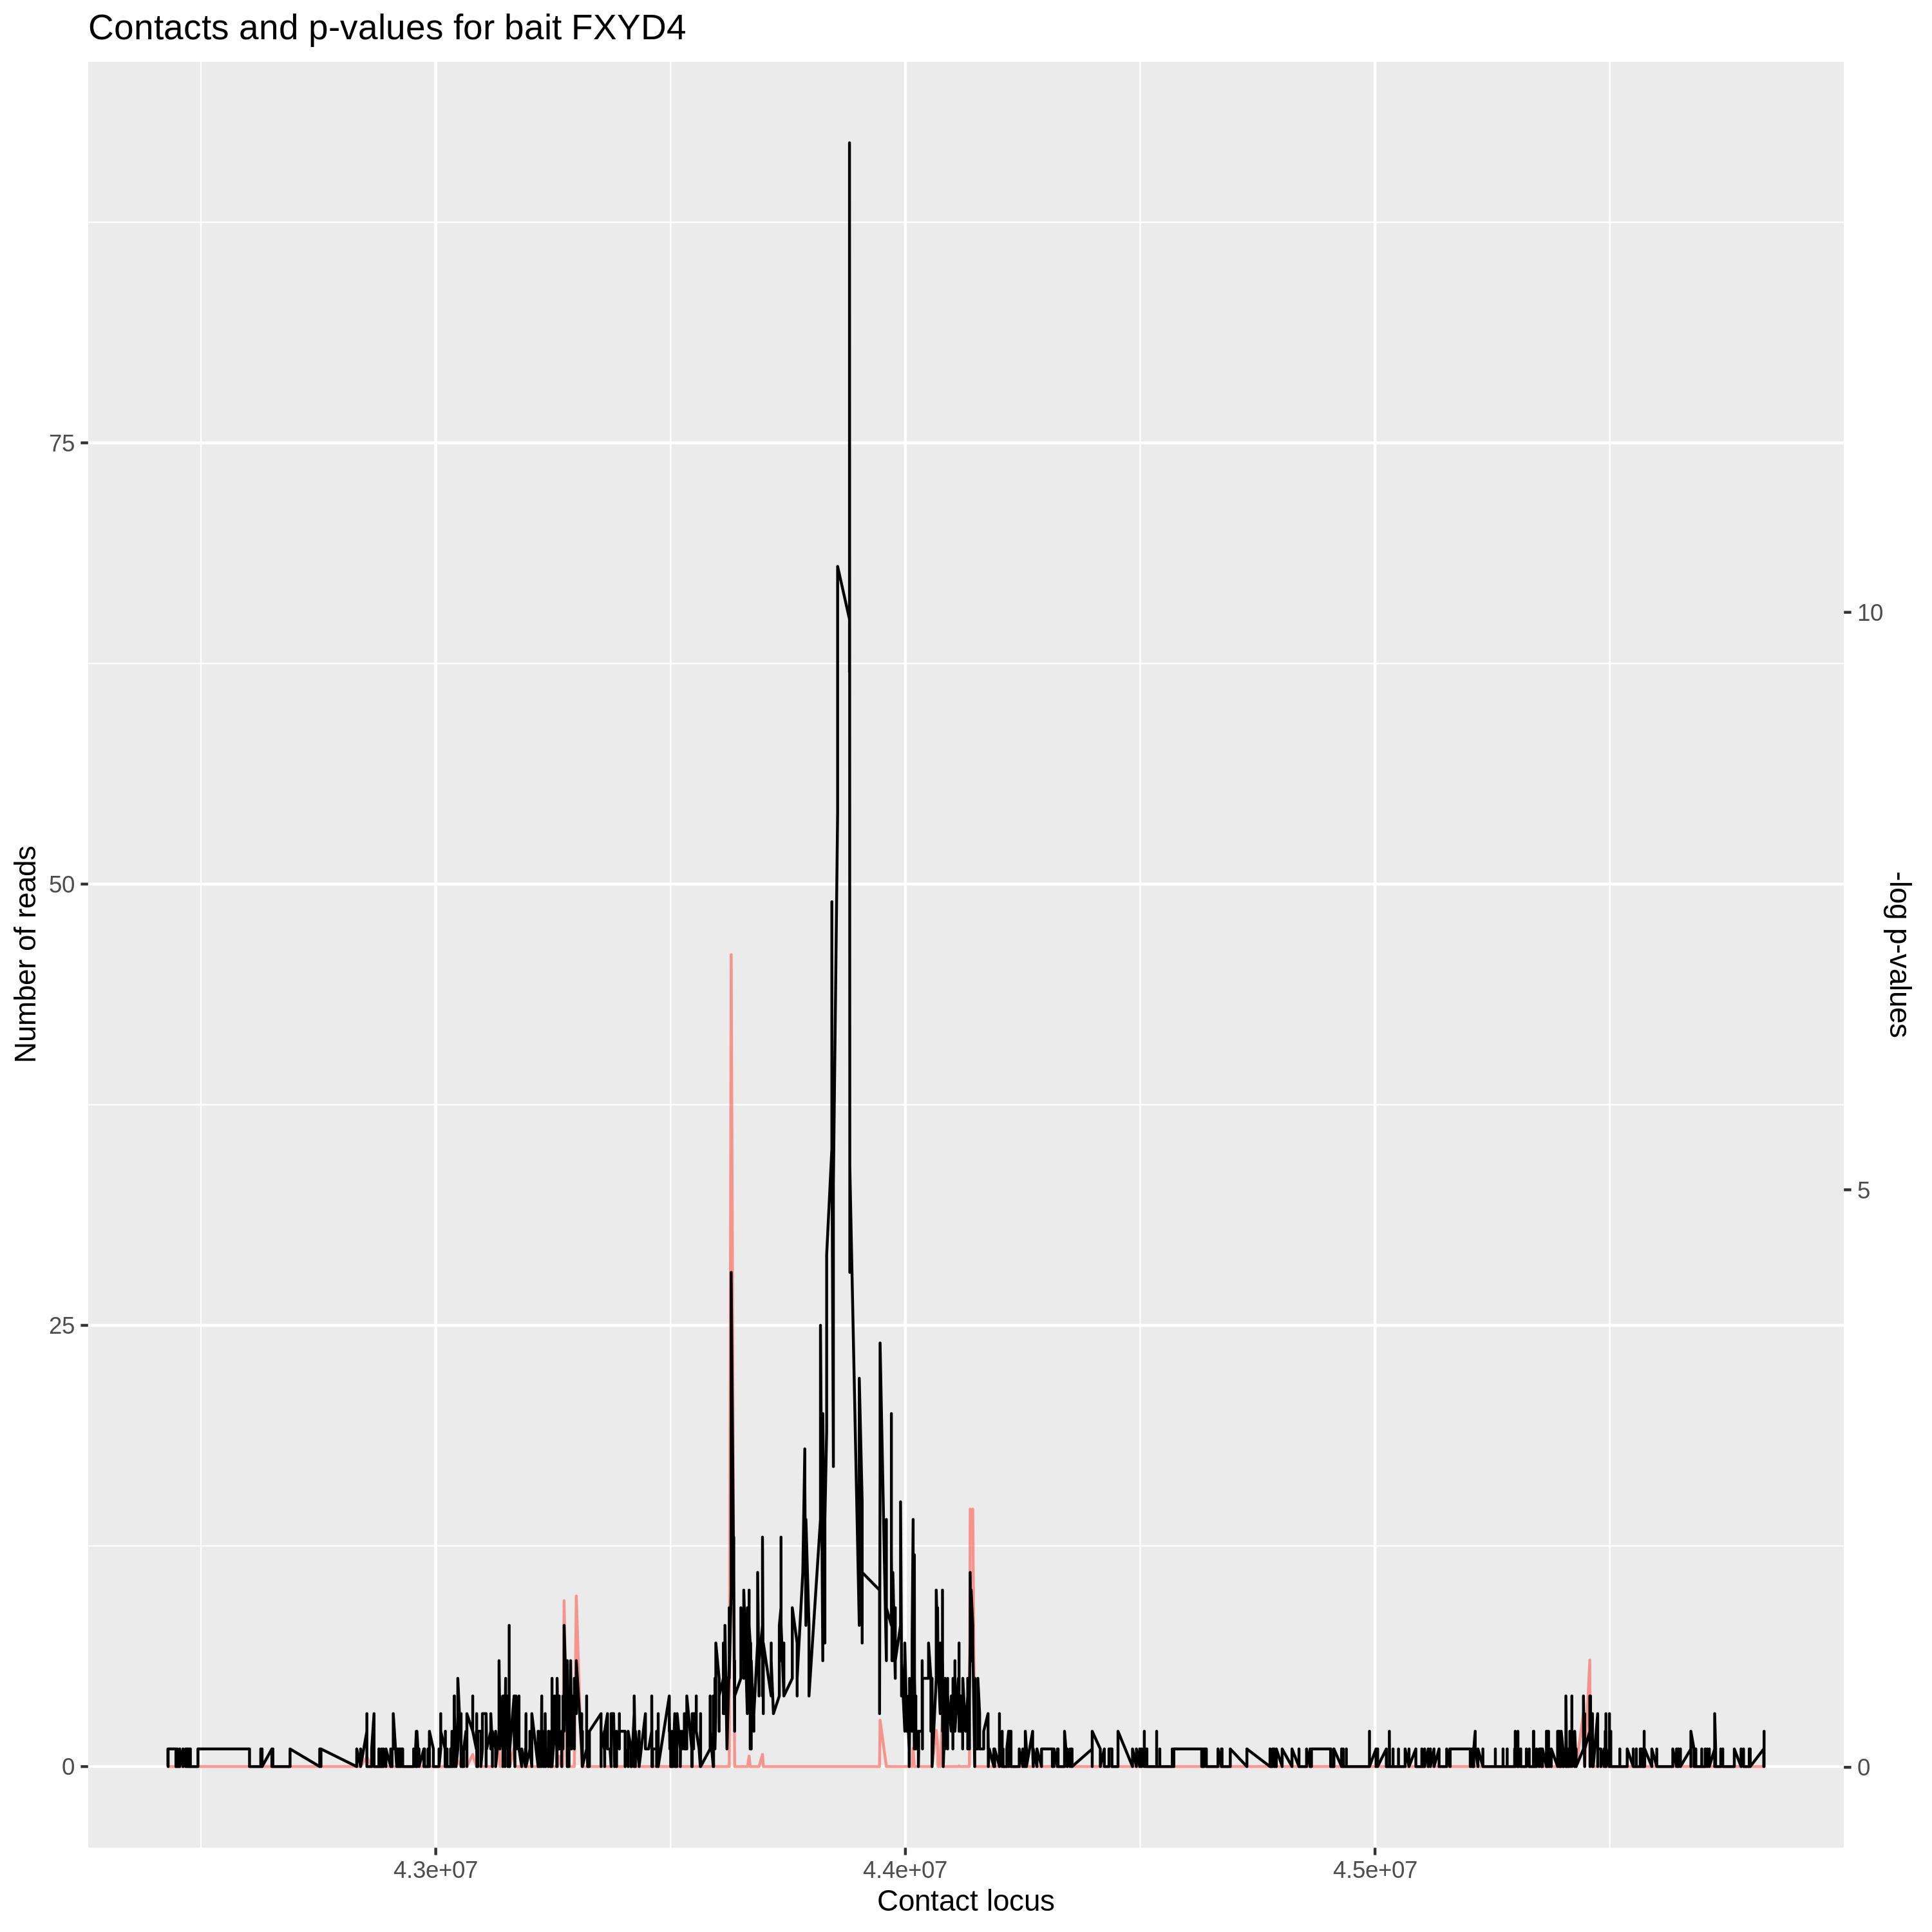 Contacts and p-values for bait FXYD4
75
50
25
0
Number of reads
10
5
0
-log p-values
4.3e+07
4.4e+07
4.5e+07
Contact locus